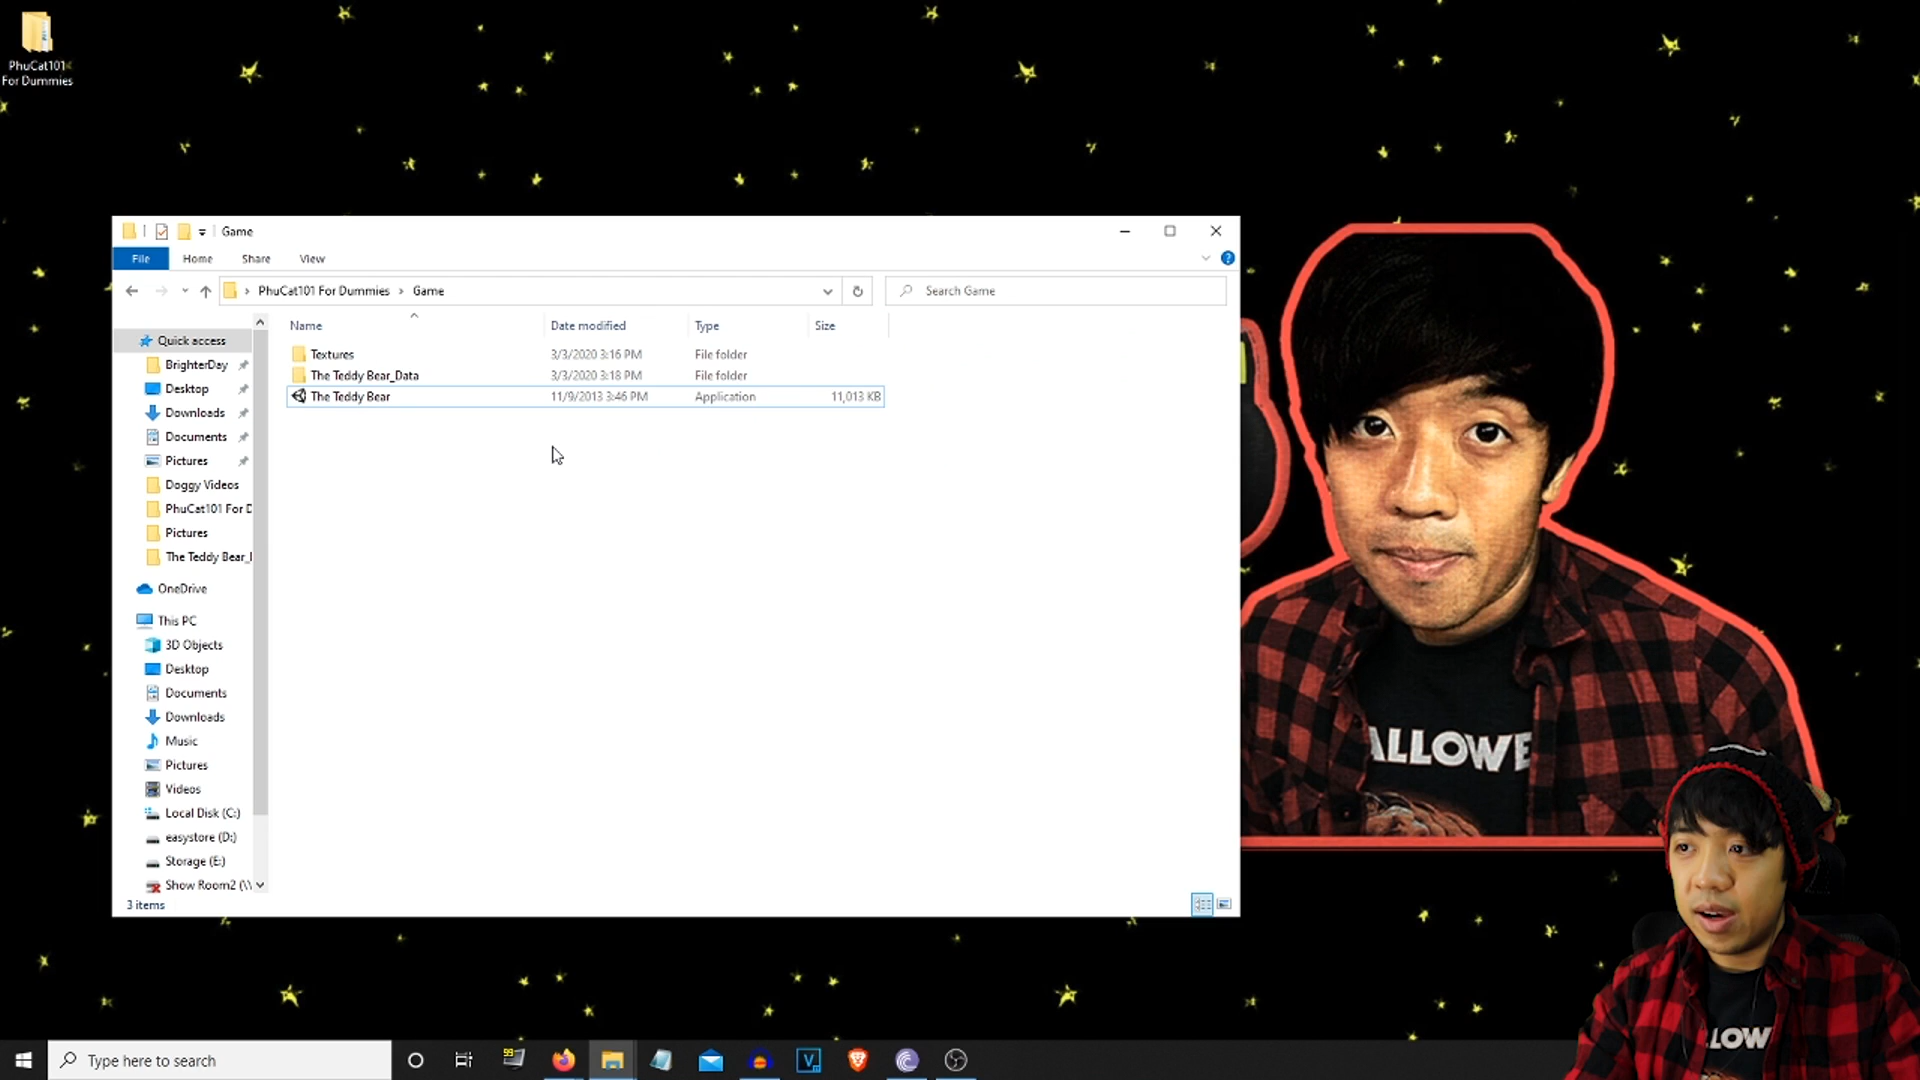 PhuCat101
For Dummies
Game
File
Home
Share
View
PhuCat101 For Dummies
Game
Search Game
Name
Date modified
Type
Size
Textures
3/3/2020 3:16 PM
File folder
The Teddy Bear_Data
3/3/2020 3:18 PM
File folder
The Teddy Bear
11/9/2013 3:46 PM
Application
11,013 KB
Quick access
BrighterDay
Desktop
Downloads
Documents
Pictures
Doggy Videos
PhuCat101 For D
Pictures
The Teddy Bear_
OneDrive
This PC
3D Objects
Desktop
Documents
Downloads
Music
Pictures
Videos
Local Disk (C:)
easystore (D:)
Storage (E:)
Show Room2 (\\
3 items
ALLOWE
LLOW
Type here to search
99
V